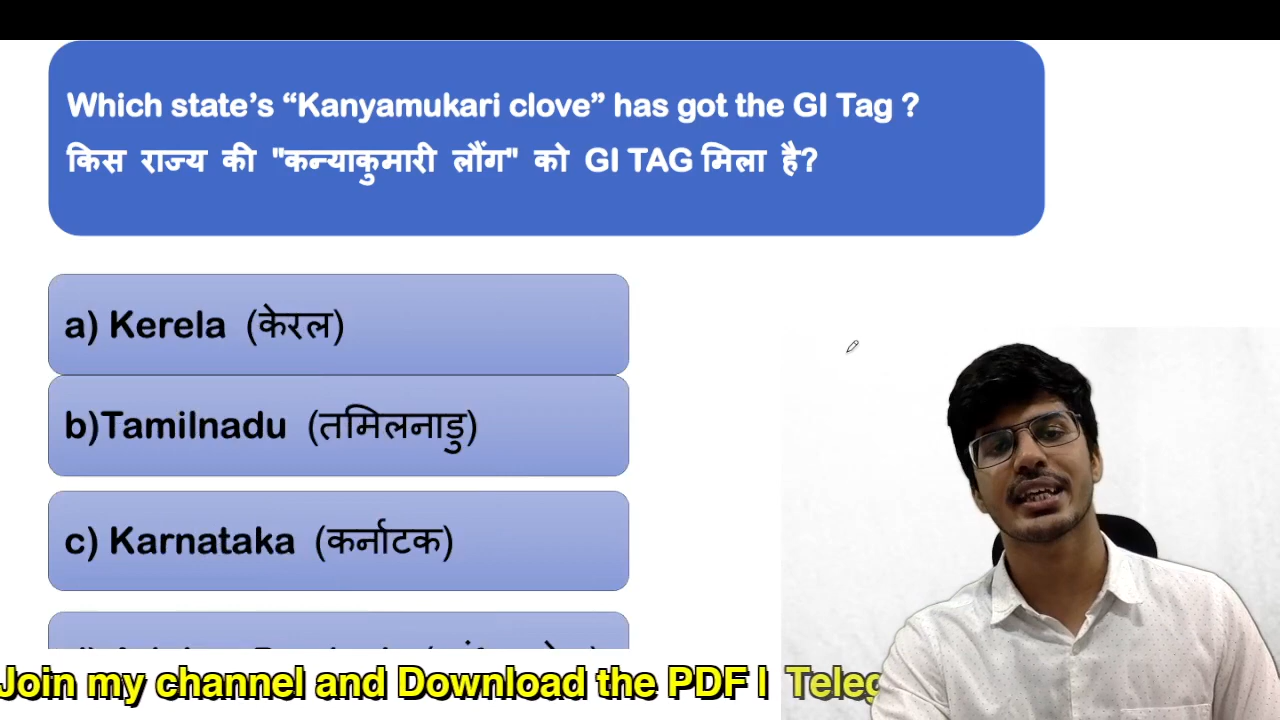 Which state's “Kanyamukari clove” has got the GI Tag ?
किस राज्य की "कन्याकुमारी लौंग" को GI TAG मिला है?
a) Kerela (केरल)
b)Tamilnadu (तमिलनाडु)
c) Karnataka (कर्नाटक)
Join my channel and Download the PDF I